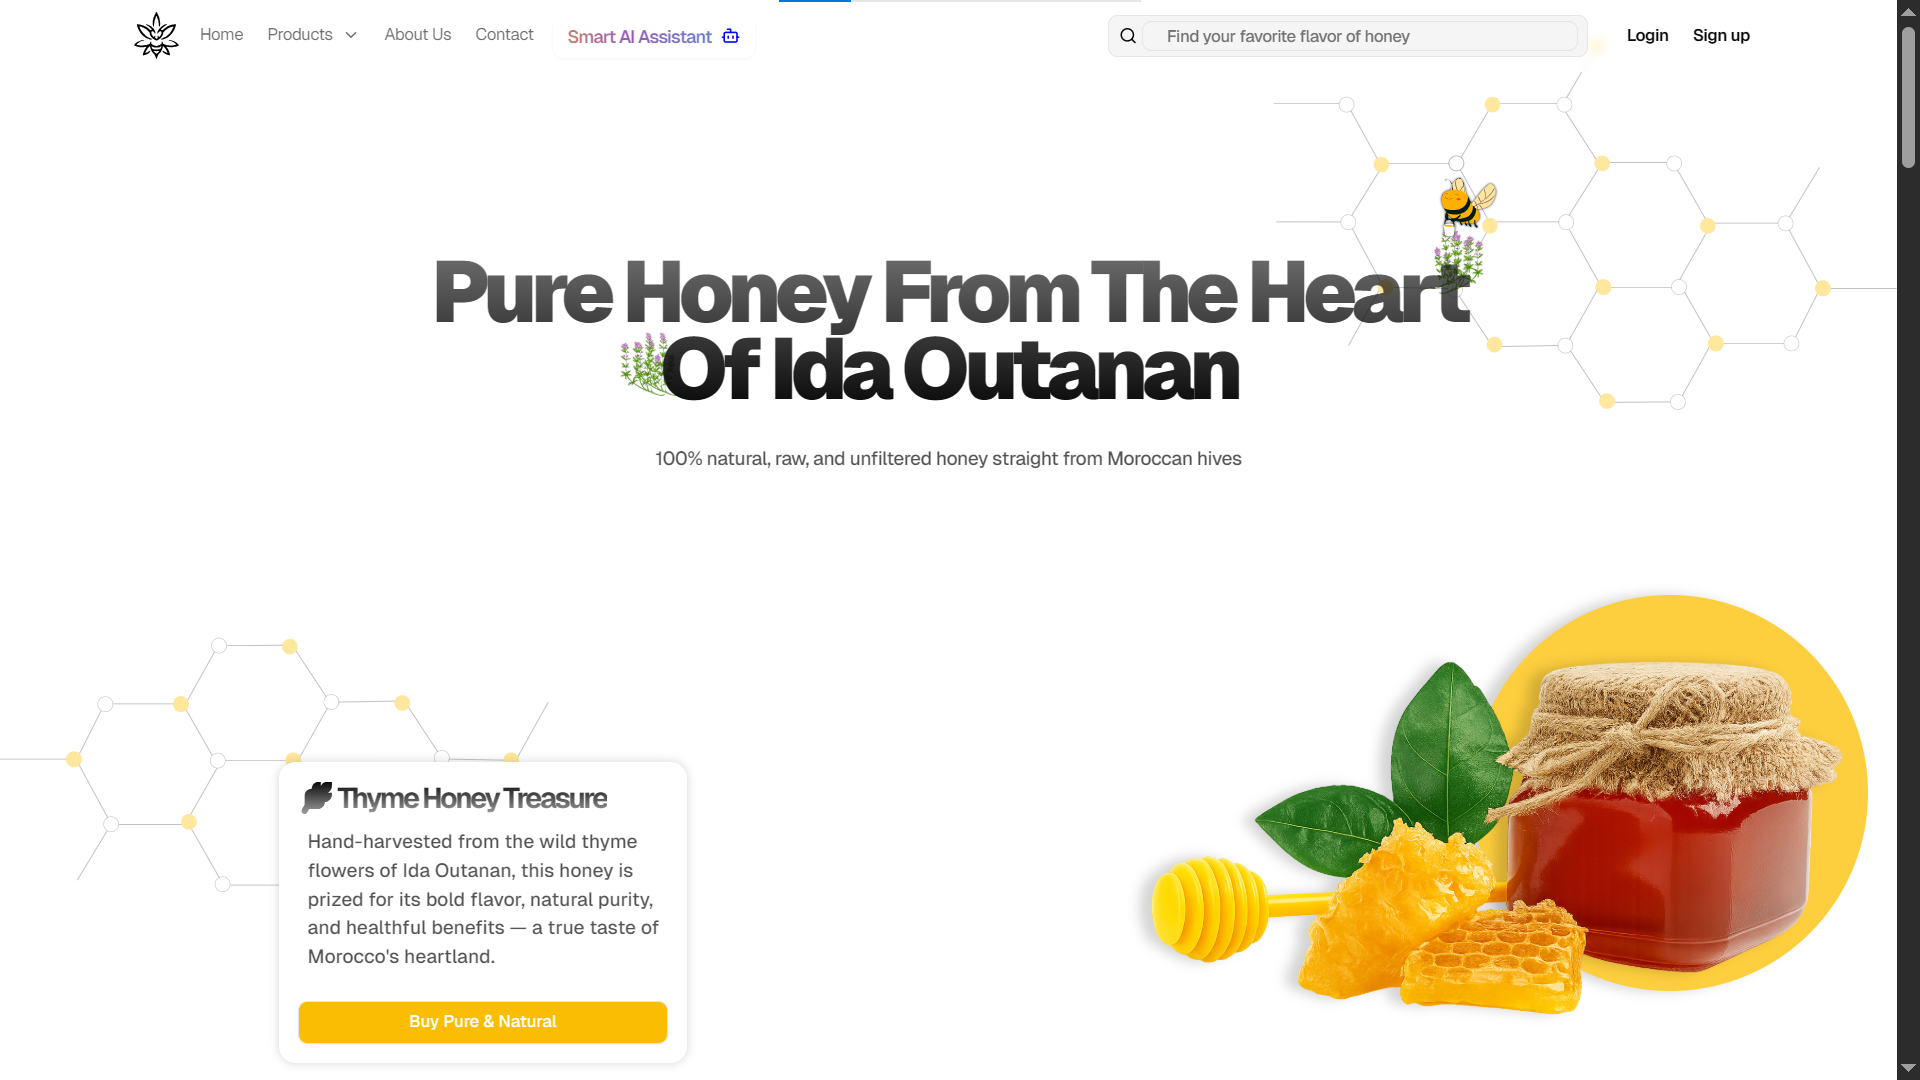 Home
Products
About Us
Contact
Smart AI Assistant
Find your favorite flavor of honey
Login
Sign up
Pure Honey From The Heart
Of Ida Outanan
100% natural, raw, and unfiltered honey straight from Moroccan hives
Thyme Honey Treasure
Hand-harvested from the wild thyme
flowers of Ida Outanan, this honey is
prized for its bold flavor, natural purity,
and healthful benefits — a true taste of
Morocco's heartland.
Buy Pure & Natural